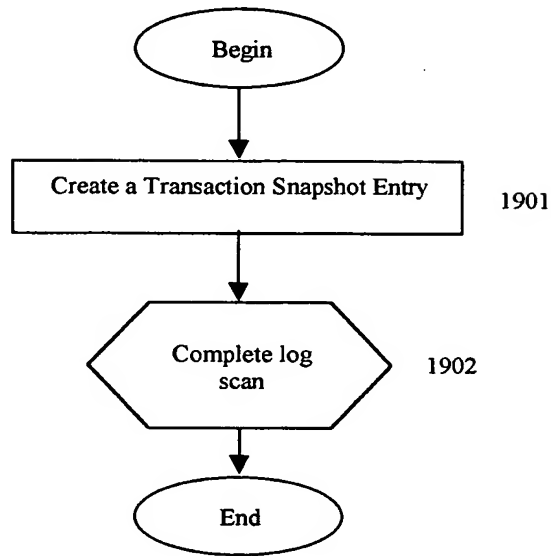 Begin
Create a Transaction Snapshot Entry
1901
Complete log
scan
1902
End